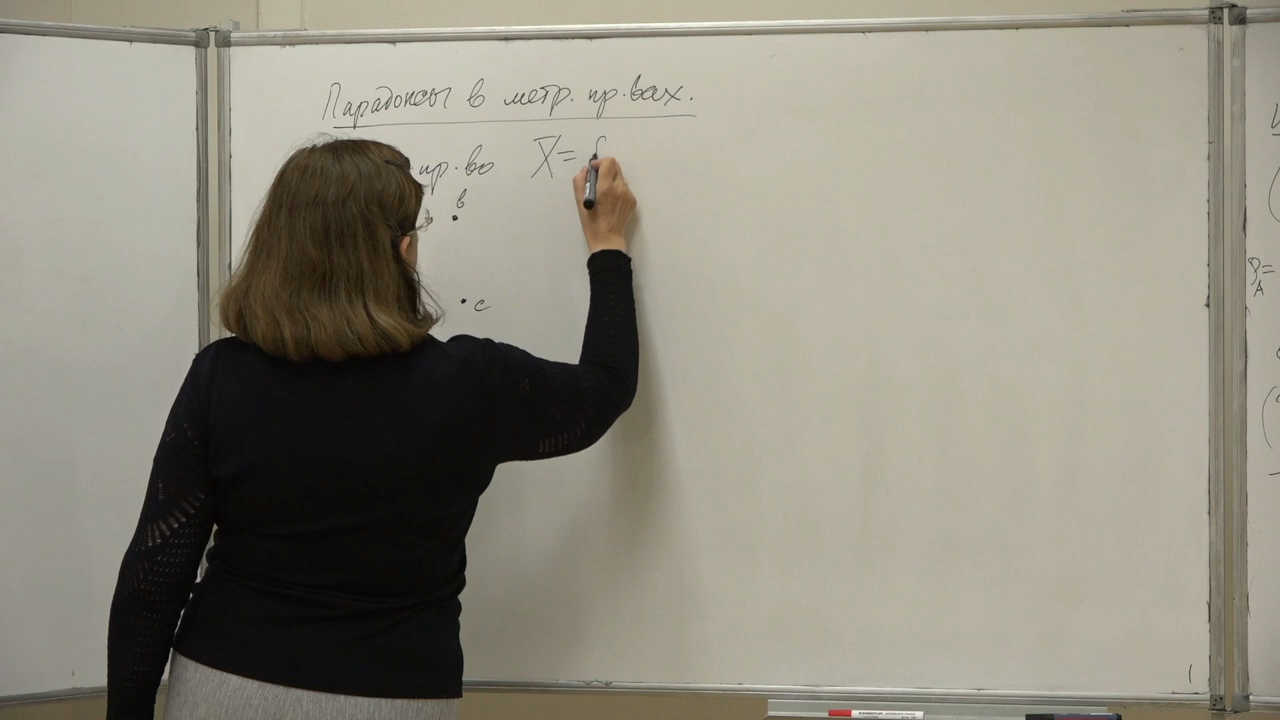 Парадоксы в метр. пр-вах.
пр-во X = {
в
с